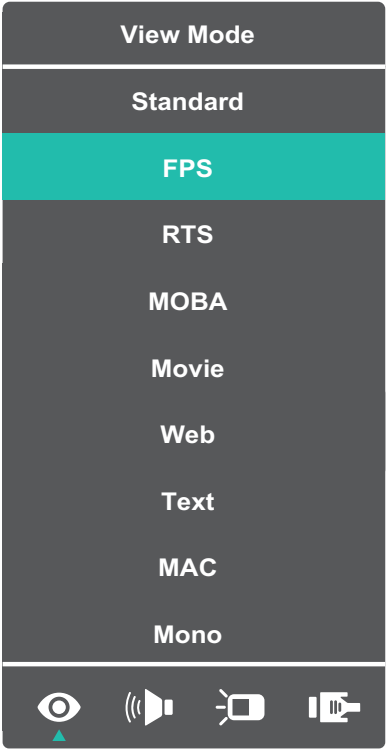 View Mode
Standard
FPS
RTS
MOBA
Movie
Web
Text
MAC
Mono